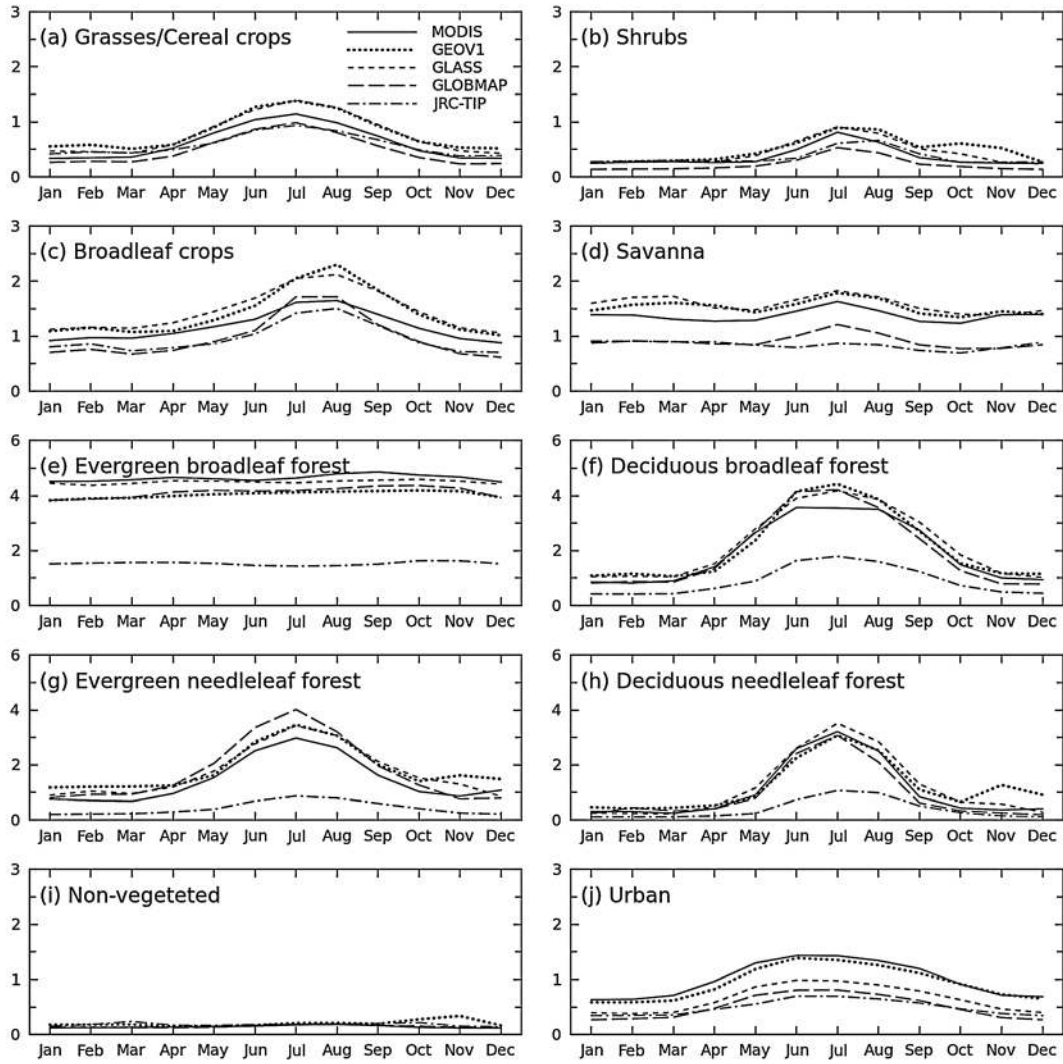 (a) Grasses/Cereal crops
MODIS
GEOV1
GLASS
GLOBMAP
JRC-TIP
3
2
1
0
Jan Feb Mar Apr May Jun Jul Aug Sep Oct Nov Dec
(b) Shrubs
3
2
1
0
Jan Feb Mar Apr May Jun Jul Aug Sep Oct Nov Dec
(c) Broadleaf crops
3
2
1
0
Jan Feb Mar Apr May Jun Jul Aug Sep Oct Nov Dec
(d) Savanna
3
2
1
0
Jan Feb Mar Apr May Jun Jul Aug Sep Oct Nov Dec
(e) Evergreen broadleaf forest
6
4
2
0
Jan Feb Mar Apr May Jun Jul Aug Sep Oct Nov Dec
(f) Deciduous broadleaf forest
6
4
2
0
Jan Feb Mar Apr May Jun Jul Aug Sep Oct Nov Dec
(g) Evergreen needleleaf forest
6
4
2
0
Jan Feb Mar Apr May Jun Jul Aug Sep Oct Nov Dec
(h) Deciduous needleleaf forest
6
4
2
0
Jan Feb Mar Apr May Jun Jul Aug Sep Oct Nov Dec
(i) Non-vegeteted
3
2
1
0
Jan Feb Mar Apr May Jun Jul Aug Sep Oct Nov Dec
(j) Urban
3
2
1
0
Jan Feb Mar Apr May Jun Jul Aug Sep Oct Nov Dec